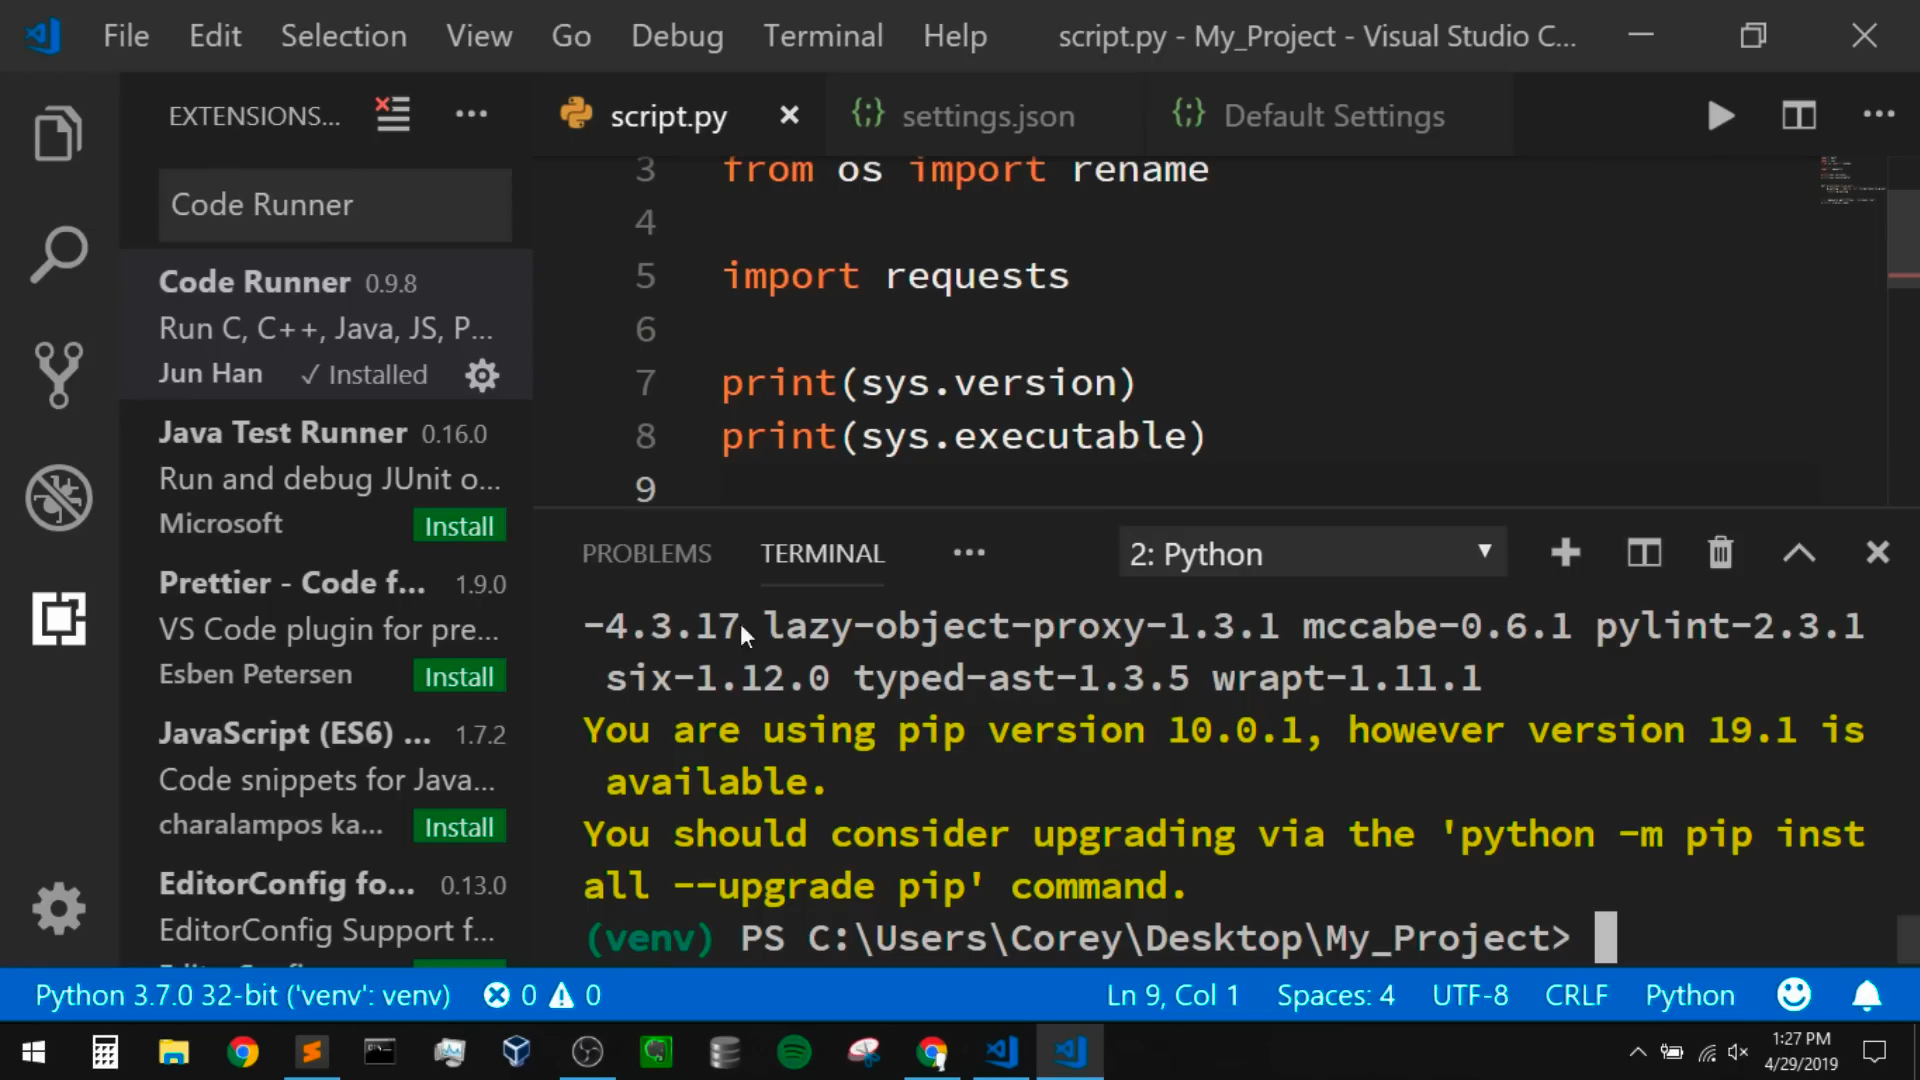 File Edit Selection View Go Debug Terminal Help script.py - My_Project - Visual Studio C...
EXTENSIONS... ...
script.py settings.json Default Settings ...
Code Runner
Code Runner 0.9.8
Run C, C++, Java, JS, P...
Jun Han ✓ Installed
Java Test Runner 0.16.0
Run and debug JUnit o...
Microsoft Install
Prettier - Code f... 1.9.0
VS Code plugin for pre...
Esben Petersen Install
JavaScript (ES6) ... 1.7.2
Code snippets for Java...
charalampos ka... Install
EditorConfig fo... 0.13.0
EditorConfig Support f...
3 from os import rename
4
5 import requests
6
7 print(sys.version)
8 print(sys.executable)
9
PROBLEMS TERMINAL ... 2: Python
-4.3.17 lazy-object-proxy-1.3.1 mccabe-0.6.1 pylint-2.3.1
six-1.12.0 typed-ast-1.3.5 wrapt-1.11.1
You are using pip version 10.0.1, however version 19.1 is
available.
You should consider upgrading via the 'python -m pip inst
all --upgrade pip' command.
(venv) PS C:\Users\Corey\Desktop\My_Project>
Python 3.7.0 32-bit ('venv': venv) 0 0 Ln 9, Col 1 Spaces: 4 UTF-8 CRLF Python
1:27 PM
4/29/2019